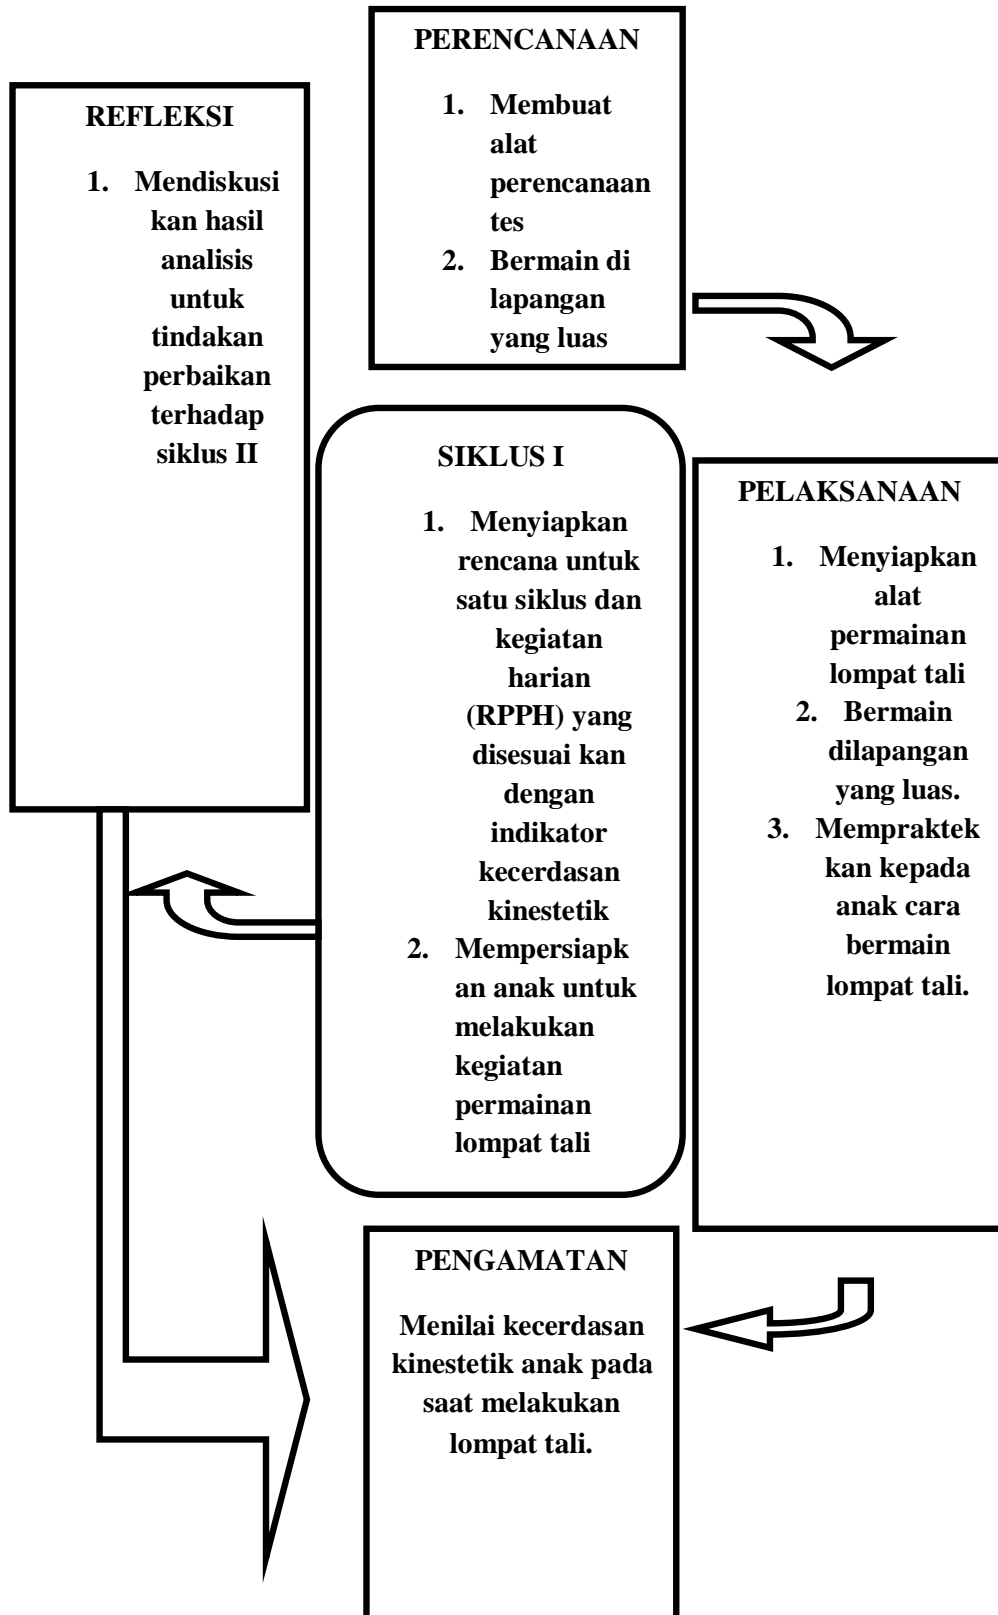 PERENCANAAN
1. Membuat
alat
perencanaan
tes
2. Bermain di
lapangan
yang luas
REFLEKSI
1. Mendiskusi
kan hasil
analisis
untuk
tindakan
perbaikan
terhadap
siklus II
SIKLUS I
1. Menyiapkan
rencana untuk
satu siklus dan
kegiatan
harian
(RPPH) yang
disesuai kan
dengan
indikator
kecerdasan
kinestetik
2. Mempersiapk
an anak untuk
melakukan
kegiatan
permainan
lompat tali
PELAKSANAAN
1. Menyiapkan
alat
permainan
lompat tali
2. Bermain
dilapangan
yang luas.
3. Mempraktek
kan kepada
anak cara
bermain
lompat tali.
PENGAMATAN
Menilai kecerdasan
kinestetik anak pada
saat melakukan
lompat tali.